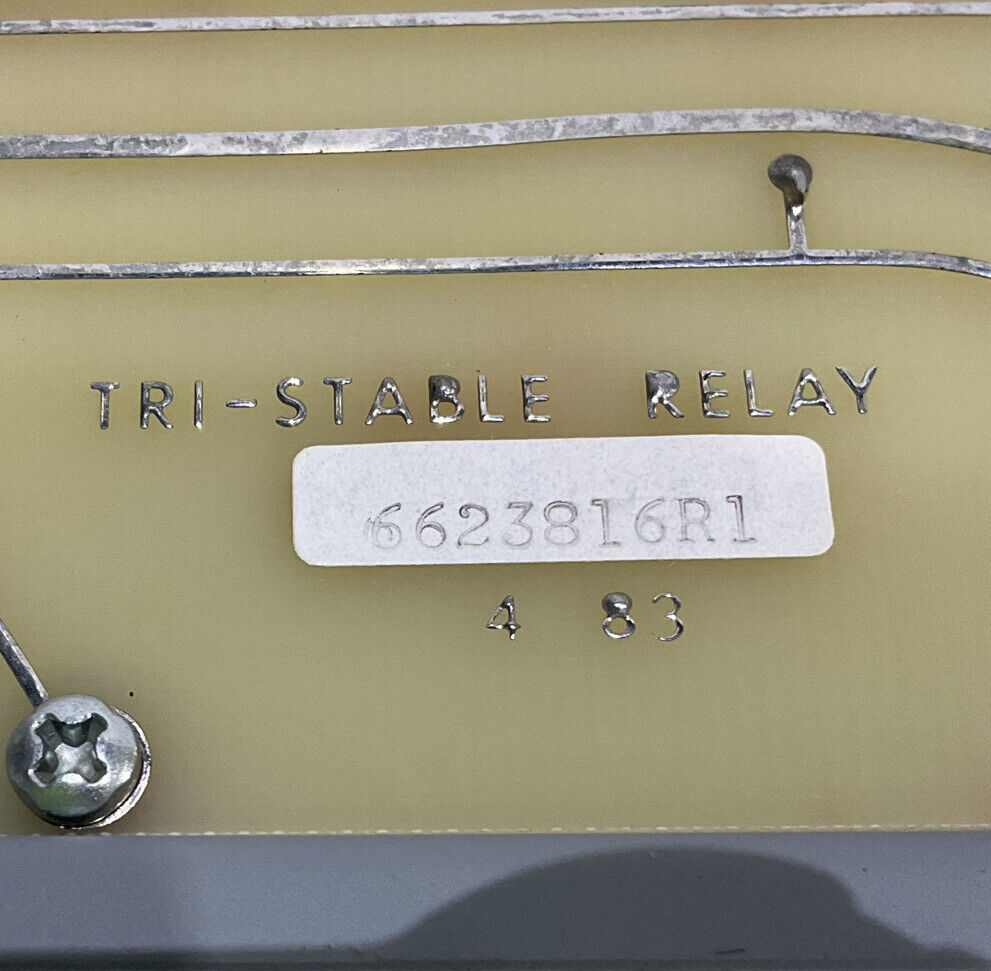 TRI-STABLE RELAY
6623816R1
4 83